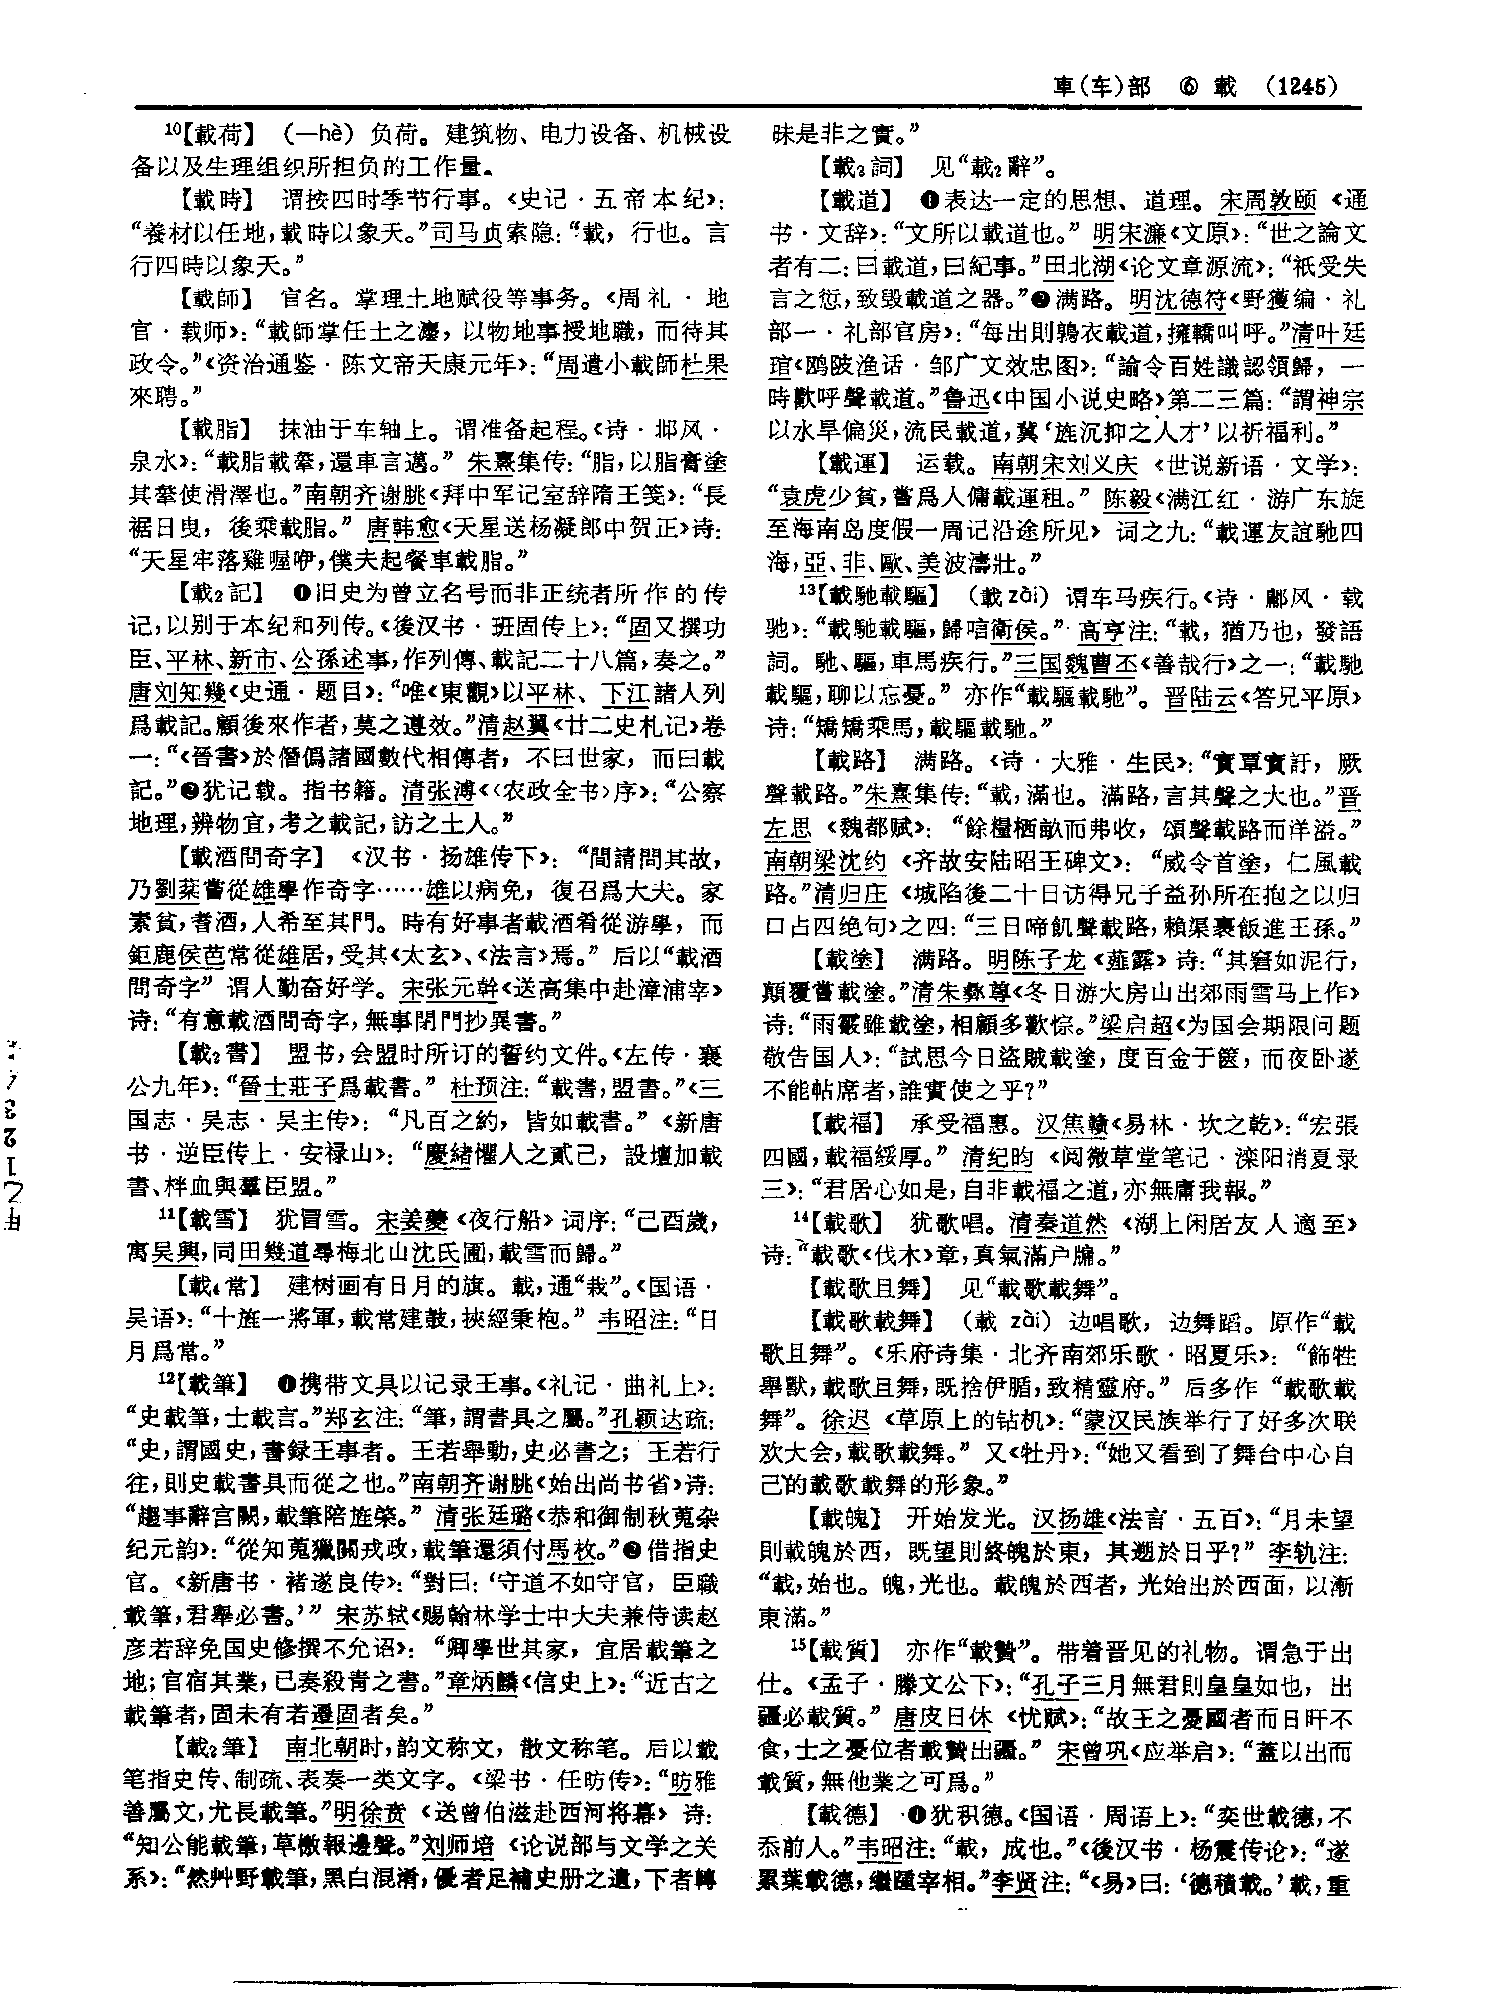 車(车)部 ⑥ 載 (1245)
10【載荷】 (—hè) 负荷。建筑物、电力设备、机械设
备以及生理组织所担负的工作量。
【載時】 谓按四时季节行事。《史记·五帝本纪》：
“養材以任地，載時以象天。”司马贞索隐：“載，行也。言
行四時以象天。”
【載師】 官名。掌理土地赋役等事务。《周礼·地
官·载师》：“載師掌任土之灋，以物地事授地職，而待其
政令。”《资治通鉴·陈文帝天康元年》：“周遣小載師杜果
來聘。”
【載脂】 抹油于车轴上。谓准备起程。《诗·邶风·
泉水》：“載脂載舝，還車言邁。” 朱熹集传：“脂，以脂膏塗
其舝使滑澤也。”南朝齐谢朓《拜中军记室辞隋王笺》：“長
裾日曳，後乘載脂。” 唐韩愈《天星送杨凝郎中贺正》诗：
“天星牢落雞喔咿，僕夫起餐車載脂。”
【載2記】 ❶旧史为曾立名号而非正统者所作的传
记，以别于本纪和列传。《後汉书·班固传上》：“固又撰功
臣、平林、新市、公孫述事，作列傳、載記二十八篇，奏之。”
唐刘知幾《史通·题目》：“唯《東觀》以平林、下江諸人列
爲載記。顧後來作者，莫之遵效。”清赵翼《廿二史札记》卷
一：“《晉書》於僭僞諸國數代相傳者，不曰世家，而曰載
記。”❷犹记载。指书籍。清张溥《〈农政全书〉序》：“公察
地理，辨物宜，考之載記，訪之士人。”
【載酒問奇字】 《汉书·扬雄传下》：“間請問其故，
乃劉棻嘗從雄學作奇字……雄以病免，復召爲大夫。家
素貧，耆酒，人希至其門。時有好事者載酒肴從游學，而
鉅鹿侯芭常從雄居，受其《太玄》、《法言》焉。” 后以“載酒
問奇字” 谓人勤奋好学。宋张元幹《送高集中赴漳浦宰》
诗：“有意載酒問奇字，無事閉門抄異書。”
【載2書】 盟书，会盟时所订的誓约文件。《左传·襄
公九年》：“晉士莊子爲載書。” 杜预注：“載書，盟書。”《三
国志·吴志·吴主传》：“凡百之約，皆如載書。”《新唐
书·逆臣传上·安禄山》：“慶緒懼人之貳己，設壇加載
書、枠血與羣臣盟。”
11【載雪】 犹冒雪。宋姜夔《夜行船》词序：“己酉歲，
寓吴興，同田幾道尋梅北山沈氏圃，載雪而歸。”
【載4常】 建树画有日月的旗。載，通“栽”。《国语·
吴语》：“十旌一將軍，載常建鼓，挾經秉枹。” 韦昭注：“日
月爲常。”
12【載筆】 ❶携带文具以记录王事。《礼记·曲礼上》：
“史載筆，士載言。”郑玄注：“筆，謂書具之屬。”孔颖达疏：
“史，謂國史，書録王事者。王若舉動，史必書之；王若行
往，則史載書具而從之也。”南朝齐谢朓《始出尚书省》诗：
“趨事辭宫闕，載筆陪旌棨。” 清张廷璐《恭和御制秋蒐杂
纪元韵》：“從知蒐獵關戎政，載筆還須付馬枚。”❷借指史
官。《新唐书·褚遂良传》：“對曰：‘守道不如守官，臣職
載筆，君舉必書。’” 宋苏轼《赐翰林学士中大夫兼侍读赵
彦若辞免国史修撰不允诏》：“卿學世其家，宜居載筆之
地；官宿其業，已奏殺青之書。”章炳麟《信史上》：“近古之
載筆者，固未有若遷固者矣。”
【載2筆】 南北朝时，韵文称文，散文称笔。后以载
笔指史传、制疏、表奏一类文字。《梁书·任昉传》：“昉雅
善屬文，尤長載筆。”明徐贲《送曾伯滋赴西河将幕》诗：
“知公能載筆，草檄報邊聲。”刘师培《论说部与文学之关
系》：“然艸野載筆，黑白混淆，優者足補史册之遺，下者轉
昧是非之實。”
【載2詞】 见“載2辭”。
【載道】 ❶表达一定的思想、道理。宋周敦颐《通
书·文辞》：“文所以載道也。” 明宋濂《文原》：“世之論文
者有二：曰載道，曰紀事。”田北湖《论文章源流》：“祇受失
言之愆，致毁載道之器。”❷满路。明沈德符《野獲编·礼
部一·礼部官房》：“每出則鶉衣載道，擁轎叫呼。”清叶廷
琯《鸥陂渔话·邹广文效忠图》：“諭令百姓識認領歸，一
時歡呼聲載道。”鲁迅《中国小说史略》第二三篇：“謂神宗
以水旱偏災，流民載道，冀‘旌沉抑之人才’以祈福利。”
【載運】 运载。南朝宋刘义庆《世说新语·文学》：
“袁虎少貧，嘗爲人傭載運租。” 陈毅《满江红·游广东旋
至海南岛度假一周记沿途所见》词之九：“載運友誼馳四
海，亞、非、歐、美波濤壯。”
13【載馳載驅】 (載zài) 谓车马疾行。《诗·鄘风·载
驰》：“載馳載驅，歸唁衛侯。” 高亨注：“載，猶乃也，發語
詞。馳、驅，車馬疾行。”三国魏曹丕《善哉行》之一：“載馳
載驅，聊以忘憂。” 亦作“載驅載馳”。晋陆云《答兄平原》
诗：“矯矯乘馬，載驅載馳。”
【載路】 满路。《诗·大雅·生民》：“實覃實訏，厥
聲載路。”朱熹集传：“載，滿也。滿路，言其聲之大也。”晋
左思《魏都赋》：“餘糧栖畝而弗收，頌聲載路而洋溢。”
南朝梁沈约《齐故安陆昭王碑文》：“威令首塗，仁風載
路。”清归庄《城陷後二十日访得兄子益孙所在抱之以归
口占四绝句》之四：“三日啼飢聲載路，賴渠裹飯進王孫。”
【載塗】 满路。明陈子龙《薤露》诗：“其窘如泥行，
顛覆嘗載塗。”清朱彝尊《冬日游大房山出郊雨雪马上作》
诗：“雨霰雖載塗，相顧多歡悰。”梁启超《为国会期限问题
敬告国人》：“試思今日盜賊載塗，度百金于篋，而夜卧遂
不能帖席者，誰實使之乎？”
【載福】 承受福惠。汉焦赣《易林·坎之乾》：“宏張
四國，載福綏厚。” 清纪昀《阅微草堂笔记·滦阳消夏录
三》：“君居心如是，自非載福之道，亦無庸我報。”
14【載歌】 犹歌唱。清秦道然《湖上闲居友人適至》
诗：“載歌《伐木》章，真氣滿户牖。”
【載歌且舞】 见“載歌載舞”。
【載歌載舞】 (載 zài) 边唱歌，边舞蹈。原作“載
歌且舞”。《乐府诗集·北齐南郊乐歌·昭夏乐》：“飾牲
舉獸，載歌且舞，既捨伊腯，致精靈府。” 后多作“載歌載
舞”。徐迟《草原上的钻机》：“蒙汉民族举行了好多次联
欢大会，載歌載舞。” 又《牡丹》：“她又看到了舞台中心自
己的載歌載舞的形象。”
【載魄】 开始发光。汉扬雄《法言·五百》：“月未望
則載魄於西，既望則終魄於東，其遡於日乎？” 李轨注：
“載，始也。魄，光也。載魄於西者，光始出於西面，以漸
東滿。”
15【載質】 亦作“載贄”。带着晋见的礼物。谓急于出
仕。《孟子·滕文公下》：“孔子三月無君則皇皇如也，出
疆必載質。” 唐皮日休《忧赋》：“故王之憂國者而日旰不
食，士之憂位者載贄出疆。” 宋曾巩《应举启》：“蓋以出而
載質，無他業之可爲。”
【載德】 ❶犹积德。《国语·周语上》：“奕世載德，不
忝前人。”韦昭注：“載，成也。”《後汉书·杨震传论》：“遂
累葉載德，繼踵宰相。”李贤注：“《易》曰：‘德積載。’載，重